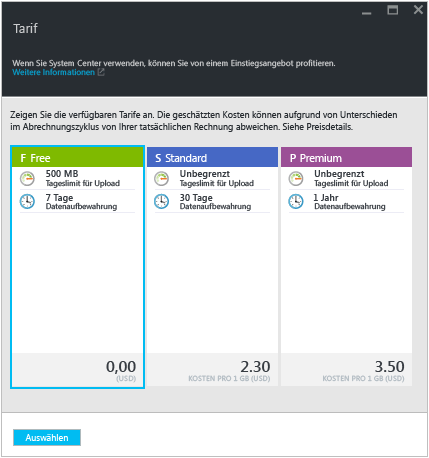 Tarif
Wenn Sie System Center verwenden, können Sie von einem Einstiegsangebot profitieren.
Weitere Informationen
Zeigen Sie die verfügbaren Tarife an. Die geschätzten Kosten können aufgrund von Unterschieden
im Abrechnungszyklus von Ihrer tatsächlichen Rechnung abweichen. Siehe Preisdetails.
F Free
500 MB
Tageslimit für Upload
7 Tage
Datenaufbewahrung
0,00
(USD)
S Standard
Unbegrenzt
Tageslimit für Upload
30 Tage
Datenaufbewahrung
2.30
KOSTEN PRO 1 GB (USD)
P Premium
Unbegrenzt
Tageslimit für Upload
1 Jahr
Datenaufbewahrung
3.50
KOSTEN PRO 1 GB (USD)
Auswählen